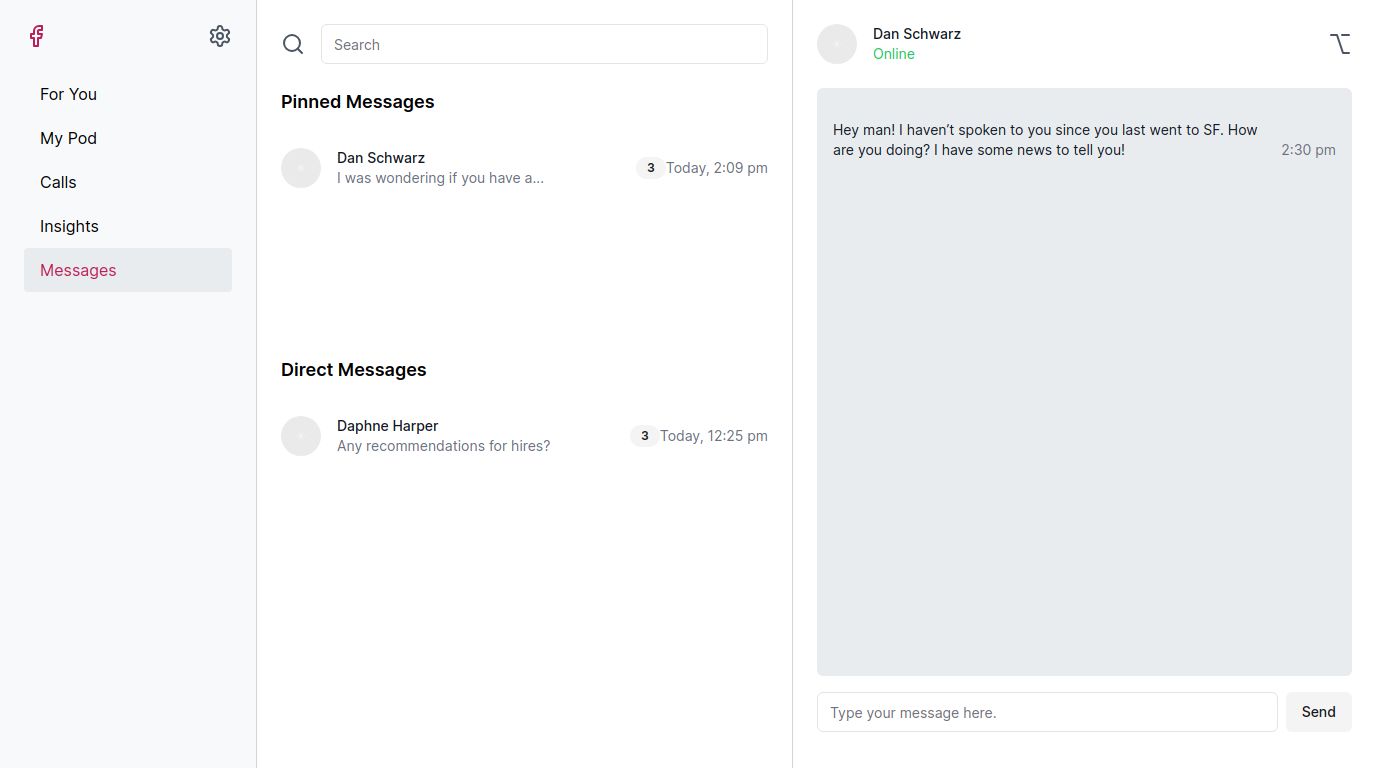 For You
My Pod
Calls
Insights
Messages
Search
Pinned Messages
Dan Schwarz
I was wondering if you have a...
3
Today, 2:09 pm
Direct Messages
Daphne Harper
Any recommendations for hires?
3
Today, 12:25 pm
Dan Schwarz
Online
Hey man! I haven’t spoken to you since you last went to SF. How
are you doing? I have some news to tell you!
2:30 pm
Type your message here.
Send